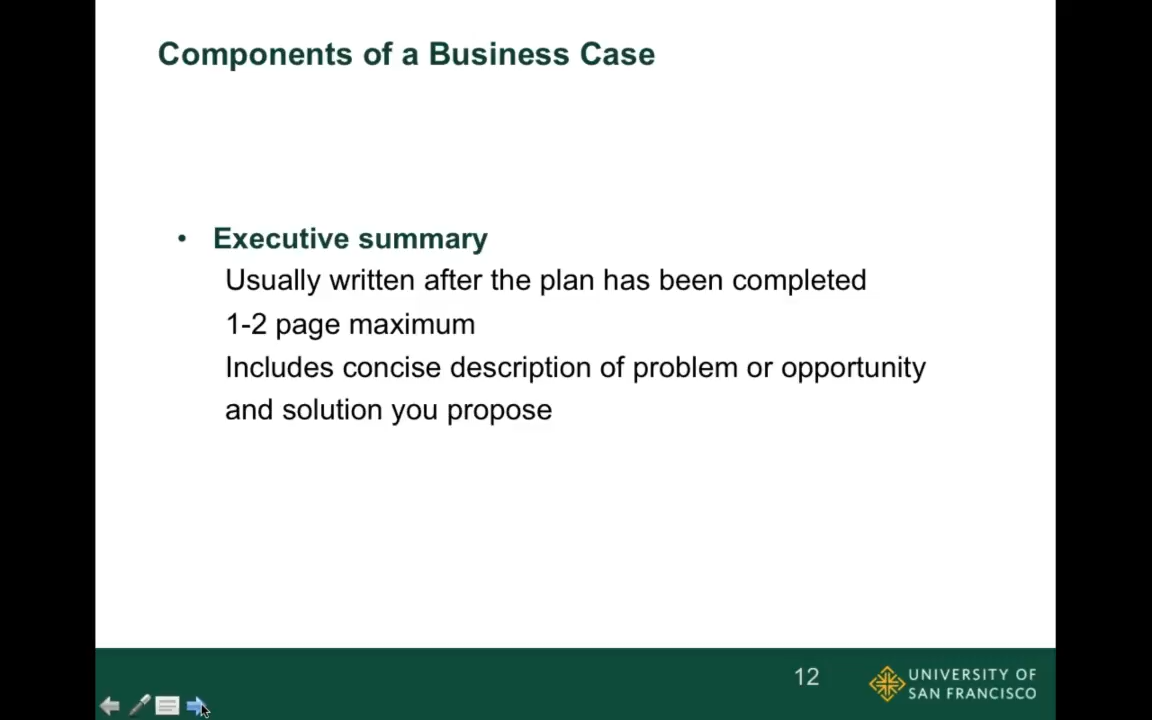 Components of a Business Case
• Executive summary
Usually written after the plan has been completed
1-2 page maximum
Includes concise description of problem or opportunity
and solution you propose
12
UNIVERSITY OF
SAN FRANCISCO